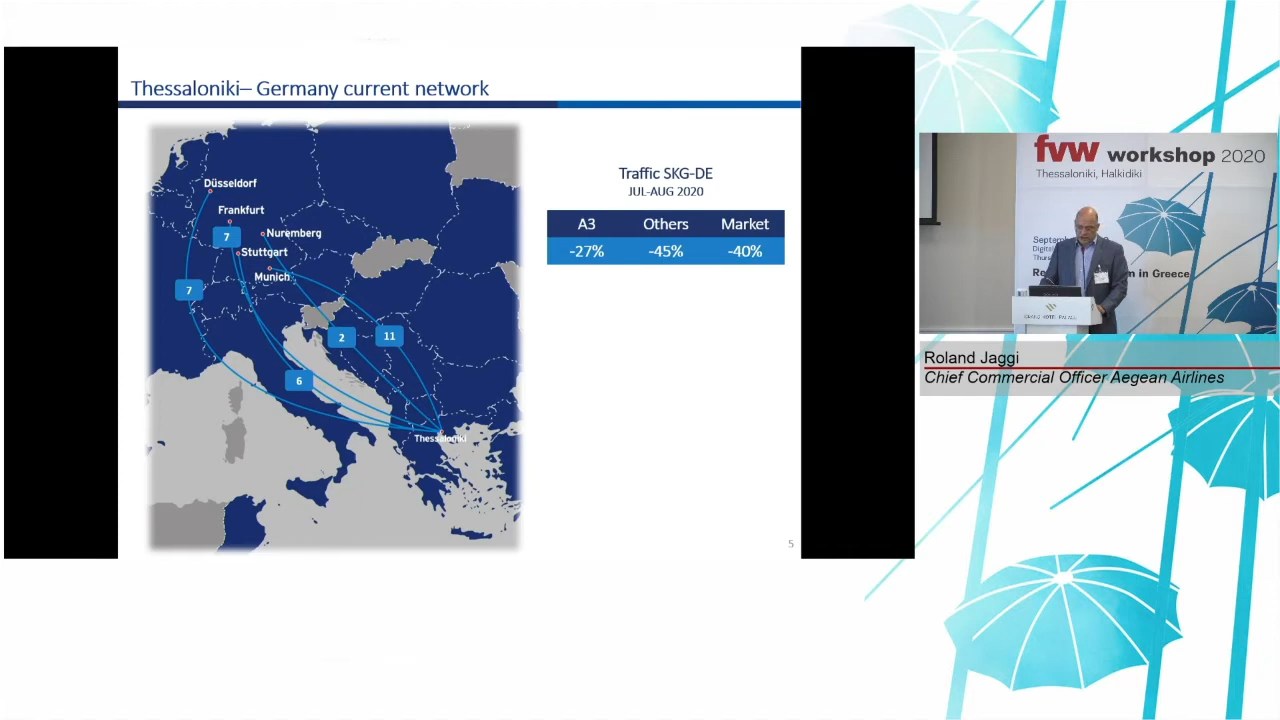 Thessaloniki– Germany current network
Düsseldorf
Frankfurt
7
Nuremberg
Stuttgart
Munich
7
2
11
6
Thessaloniki
Traffic SKG-DE
JUL-AUG 2020
A3 Others Market
-27% -45% -40%
5
fvw workshop 2020
Thessaloniki, Halkidiki
Roland Jaggi
Chief Commercial Officer Aegean Airlines